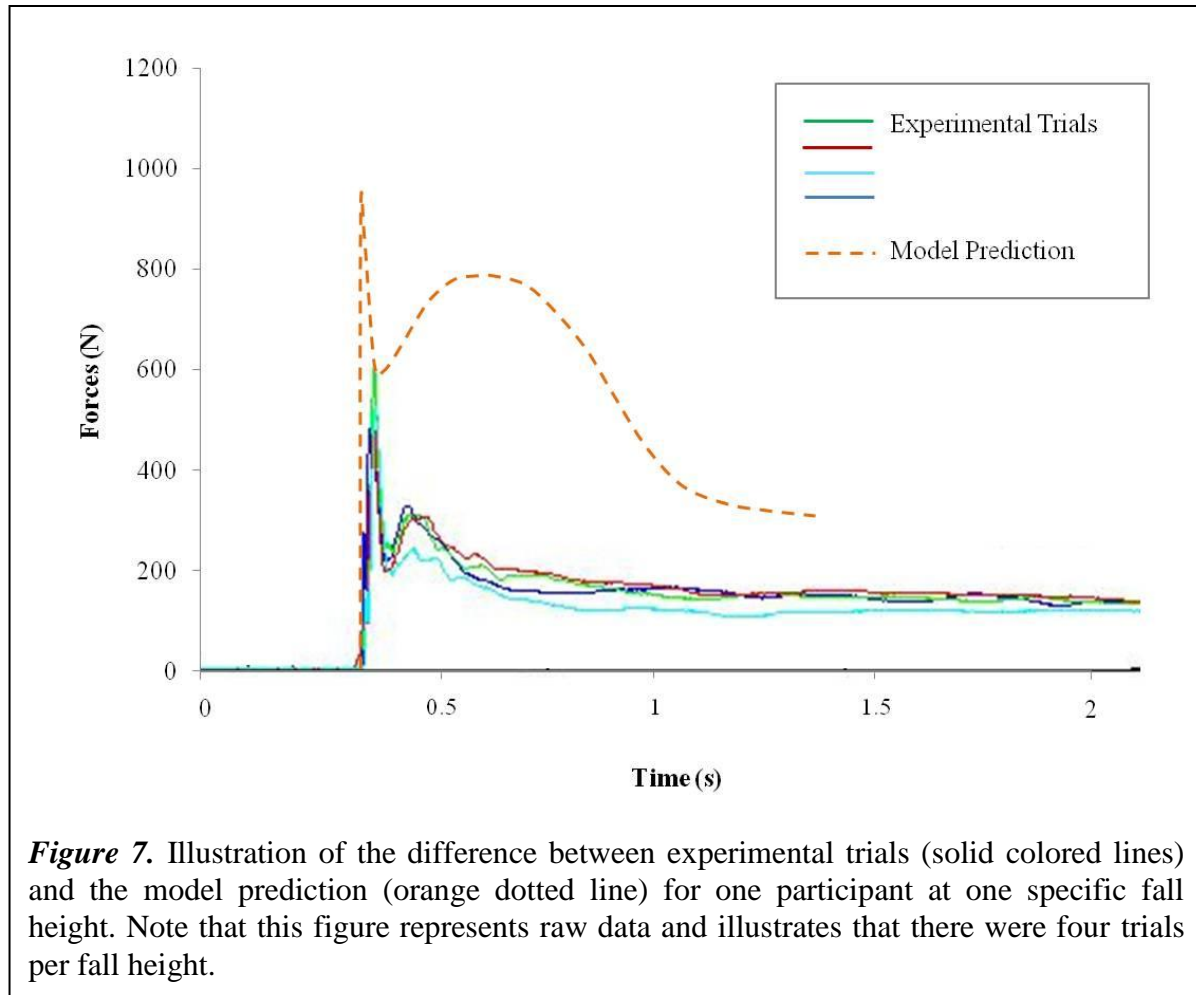 1200
1000
800
600
400
200
0
Forces (N)
Experimental Trials
Model Prediction
0
0.5
1
1.5
2
Time (s)
Figure 7. Illustration of the difference between experimental trials (solid colored lines)
and the model prediction (orange dotted line) for one participant at one specific fall
height. Note that this figure represents raw data and illustrates that there were four trials
per fall height.